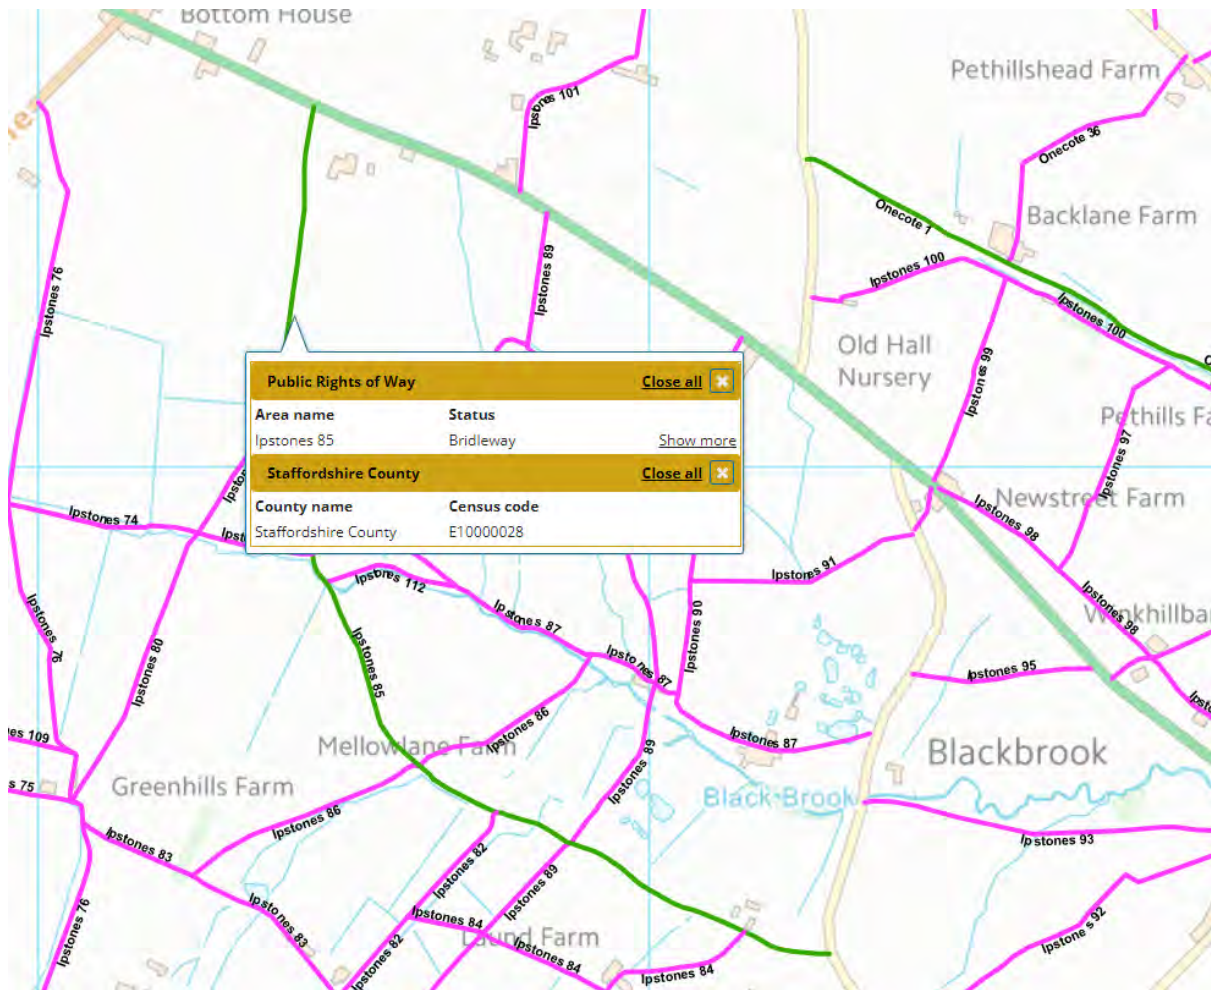 Bottom House
Pethillshead Farm
Ipstones 101
Onecote 36
Onecote 1
Backlane Farm
Ipstones 76
Ipstones 89
Ipstones 100
Ipstones 100
Old Hall
Nursery
Ipstones 99
Public Rights of Way
Close all
Area name
Status
Ipstones 85
Bridleway
Show more
Staffordshire County
Close all
County name
Census code
Staffordshire County
E10000028
Ipstones 97
Newstreet Farm
Ipstones 98
Ipstones 74
Ipstones 91
Ipstones 112
Ipstones 87
Ipstones 90
Ipstones 98
Ipstones 76
Ipstones 80
Ipstones 85
Ipstones 87
Ipstones 95
Ipstones 86
Mellowlane Farm
Ipstones 87
Blackbrook
Ipstones 89
Greenhills Farm
Black Brook
Ipstones 86
Ipstones 83
Ipstones 93
Ipstones 82
Ipstones 89
Ipstones 76
Ipstones 83
Ipstones 84
Ipstones 92
Laund Farm
Ipstones 82
Ipstones 84
Ipstones 84